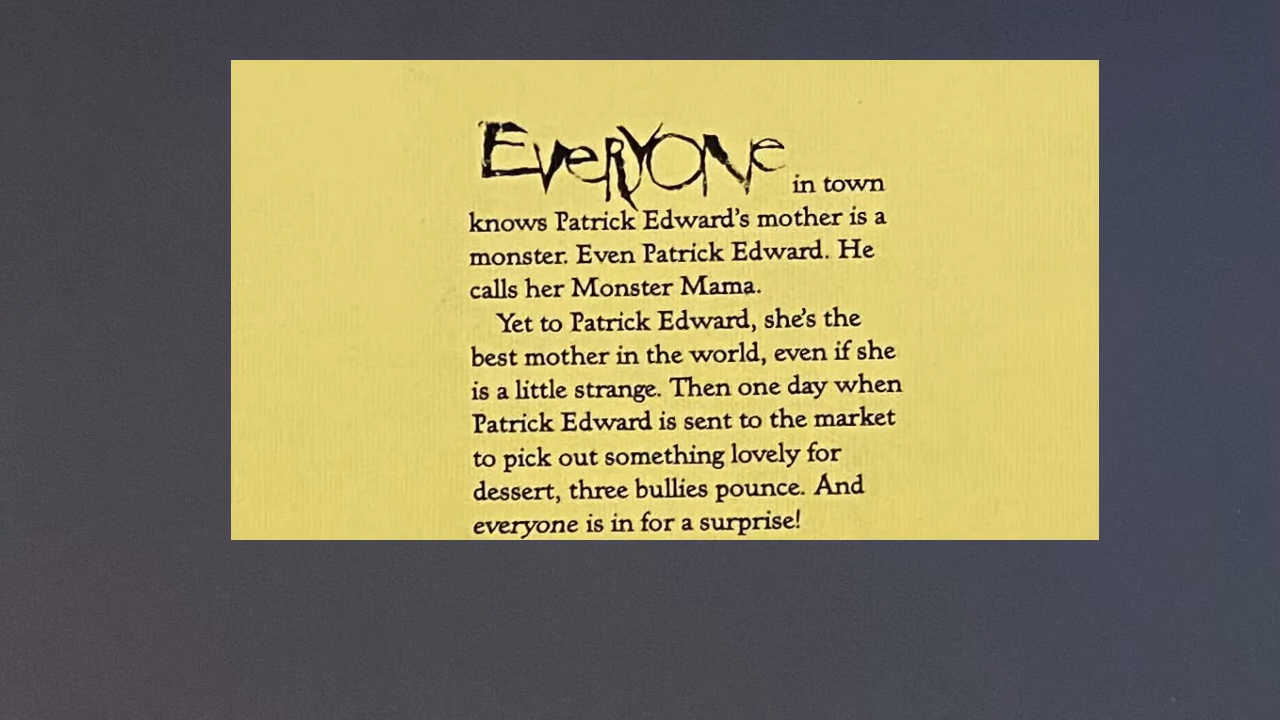 EVERYONE in town
knows Patrick Edward's mother is a
monster. Even Patrick Edward. He
calls her Monster Mama.
Yet to Patrick Edward, she's the
best mother in the world, even if she
is a little strange. Then one day when
Patrick Edward is sent to the market
to pick out something lovely for
dessert, three bullies pounce. And
everyone is in for a surprise!